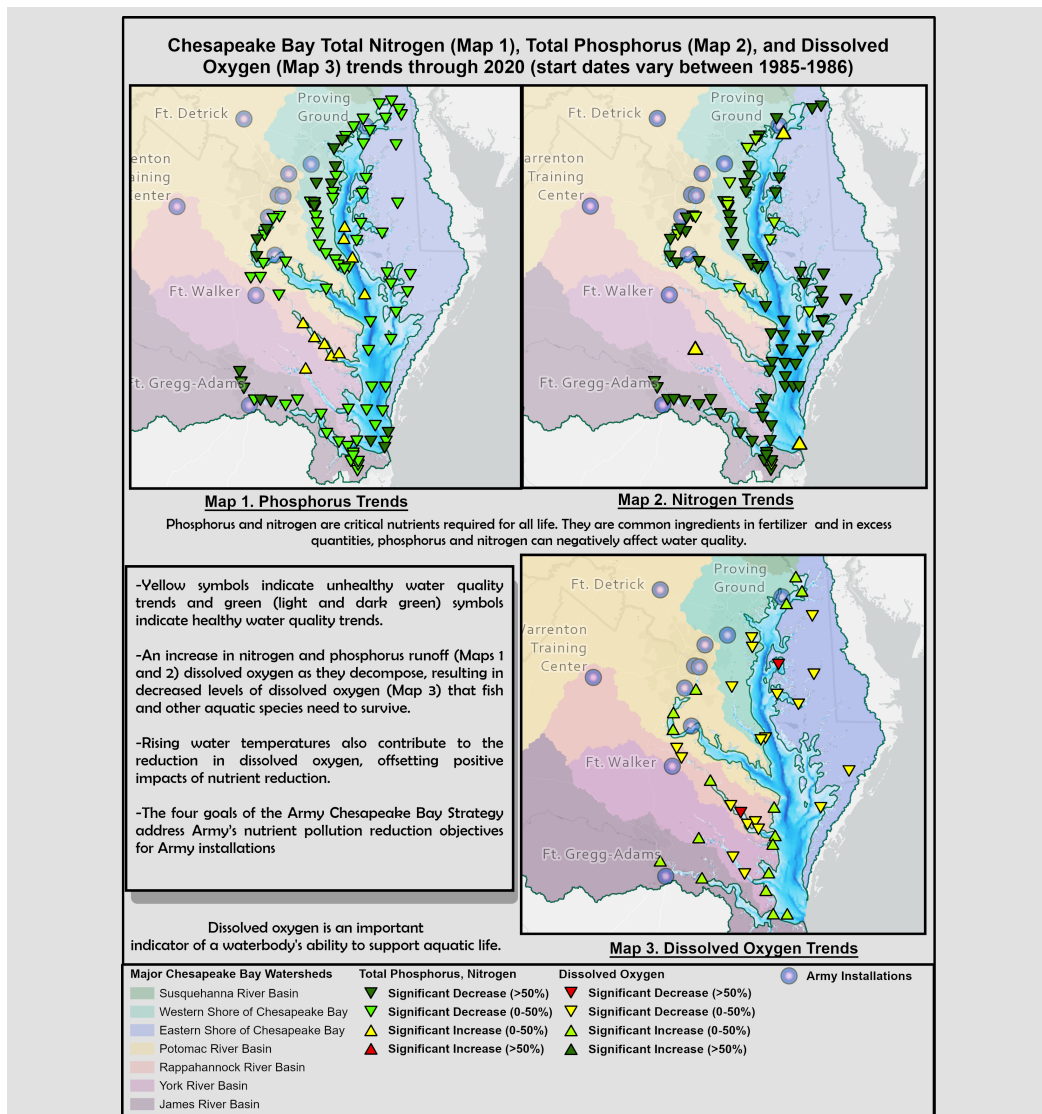 Chesapeake Bay Total Nitrogen (Map 1), Total Phosphorus (Map 2), and Dissolved
Oxygen (Map 3) trends through 2020 (start dates vary between 1985-1986)
Ft. Detrick
Proving
Ground
enton
aining
enter
Ft. Walker
Ft. Gregg-Adams
Ft. Detrick
Proving
Ground
arrenton
Training
Center
Ft. Walker
Ft. Gregg-Adams
Map 1. Phosphorus Trends
Map 2. Nitrogen Trends
Phosphorus and nitrogen are critical nutrients required for all life. They are common ingredients in fertilizer and in excess
quantities, phosphorus and nitrogen can negatively affect water quality.
-Yellow symbols indicate unhealthy water quality
trends and green (light and dark green) symbols
indicate healthy water quality trends.
-An increase in nitrogen and phosphorus runoff (Maps 1
and 2) dissolved oxygen as they decompose, resulting in
decreased levels of dissolved oxygen (Map 3) that fish
and other aquatic species need to survive.
-Rising water temperatures also contribute to the
reduction in dissolved oxygen, offsetting positive
impacts of nutrient reduction.
-The four goals of the Army Chesapeake Bay Strategy
address Army's nutrient pollution reduction objectives
for Army installations
Dissolved oxygen is an important
indicator of a waterbody's ability to support aquatic life.
Ft. Detrick
Proving
Ground
Warrenton
Training
Center
Ft. Walker
Ft. Gregg-Adams
Map 3. Dissolved Oxygen Trends
Major Chesapeake Bay Watersheds
Susquehanna River Basin
Western Shore of Chesapeake Bay
Eastern Shore of Chesapeake Bay
Potomac River Basin
Rappahannock River Basin
York River Basin
James River Basin
Total Phosphorus, Nitrogen
Significant Decrease (>50%)
Significant Decrease (0-50%)
Significant Increase (0-50%)
Significant Increase (>50%)
Dissolved Oxygen
Significant Decrease (>50%)
Significant Decrease (0-50%)
Significant Increase (0-50%)
Significant Increase (>50%)
Army Installations